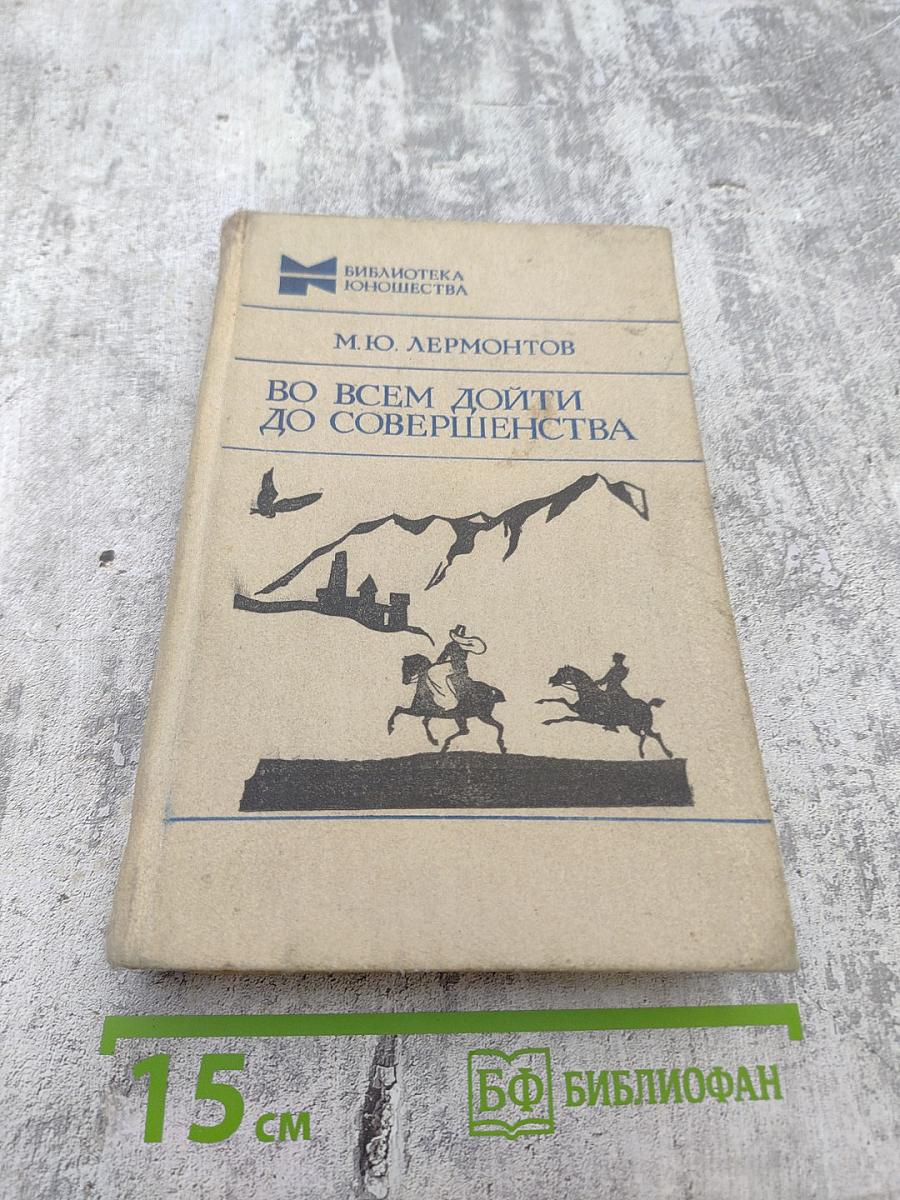 БИБЛИОТЕКА
ЮНОШЕСТВА
М.Ю. ЛЕРМОНТОВ
ВО ВСЕМ ДОЙТИ
ДО СОВЕРШЕНСТВА
15 см
БФ БИБЛИОФАН